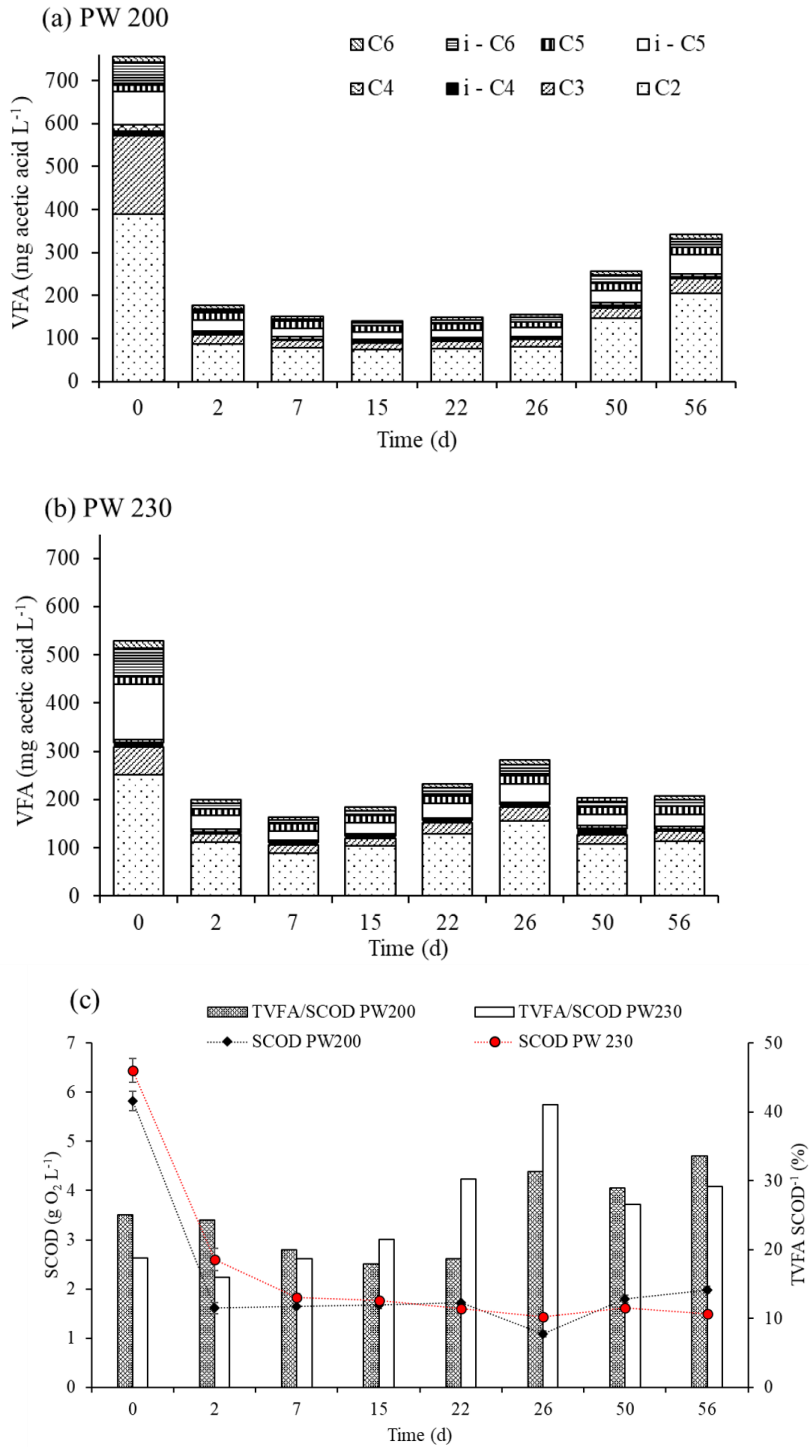 (a) PW 200
C6 i - C6 C5 i - C5
C4 i - C4 C3 C2
VFA (mg acetic acid L-1)
700
600
500
400
300
200
100
0
0 2 7 15 22 26 50 56
Time (d)
(b) PW 230
VFA (mg acetic acid L-1)
700
600
500
400
300
200
100
0
0 2 7 15 22 26 50 56
Time (d)
(c)
TVFA/SCOD PW200 TVFA/SCOD PW230
SCOD PW200 SCOD PW 230
SCOD (g O2 L-1)
7
6
5
4
3
2
1
0
50
40
30
20
10
0
TVFA SCOD-1 (%)
0 2 7 15 22 26 50 56
Time (d)